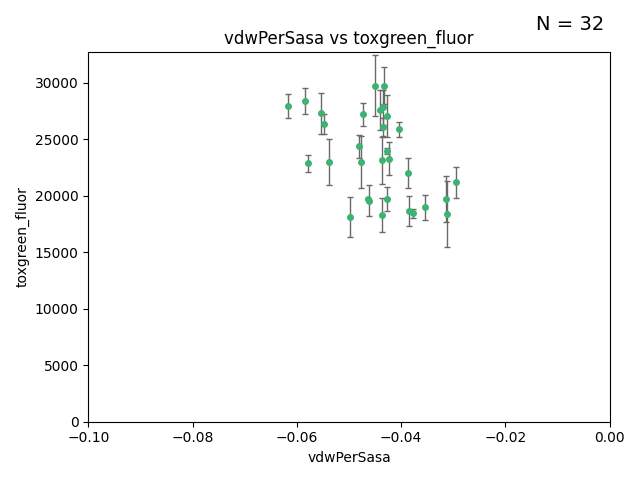 N = 32
vdwPerSasa vs toxgreen_fluor
30000
25000
20000
15000
10000
5000
0
toxgreen_fluor
−0.10 −0.08 −0.06 −0.04 −0.02 0.00
vdwPerSasa